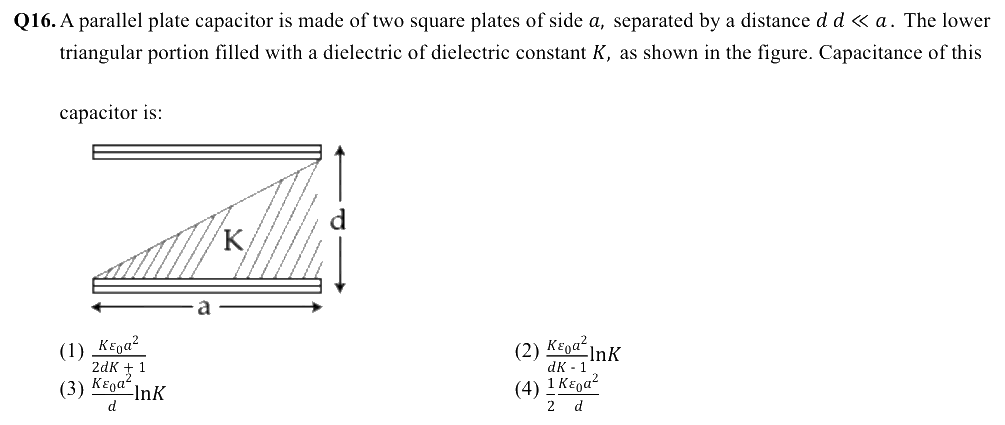 Q16. A parallel plate capacitor is made of two square plates of side a, separated by a distance d d ≪ a. The lower
triangular portion filled with a dielectric of dielectric constant K, as shown in the figure. Capacitance of this
capacitor is:
K
d
a
(1) Kε₀a²/2dK + 1
(2) Kε₀a²/dK - 1 lnK
(3) Kε₀a²/d lnK
(4) 1/2 Kε₀a²/d